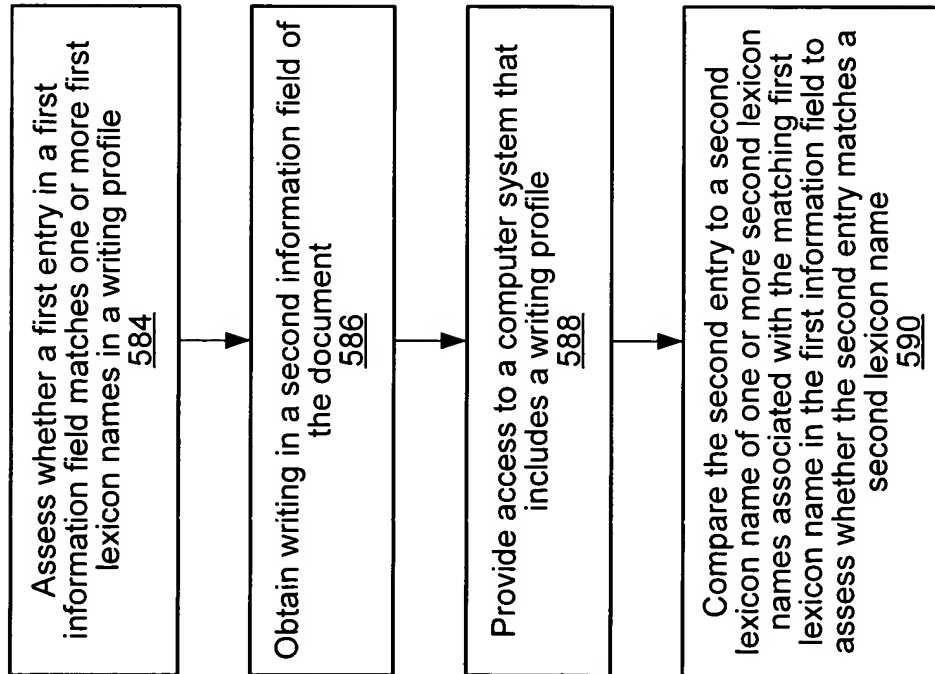 Assess whether a first entry in a first
information field matches one or more first
lexicon names in a writing profile
584
Obtain writing in a second information field of
the document
586
Provide access to a computer system that
includes a writing profile
588
Compare the second entry to a second
lexicon name of one or more second lexicon
names associated with the matching first
lexicon name in the first information field to
assess whether the second entry matches a
second lexicon name
590